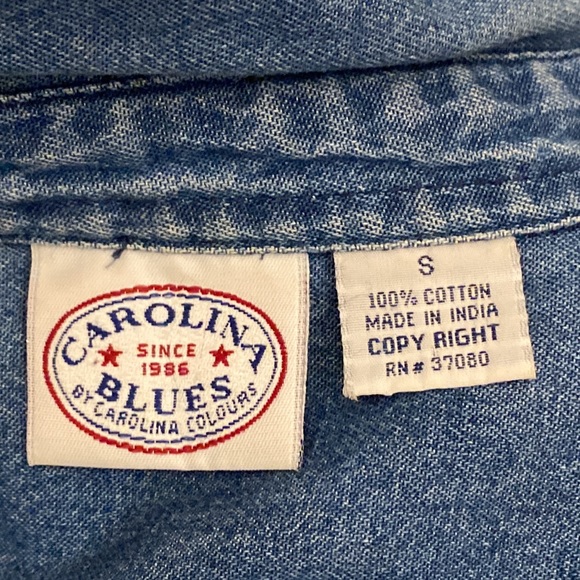 CAROLINA
SINCE
1986
BLUES
BY CAROLINA COLOURS
S
100% COTTON
MADE IN INDIA
COPY RIGHT
RN# 37080